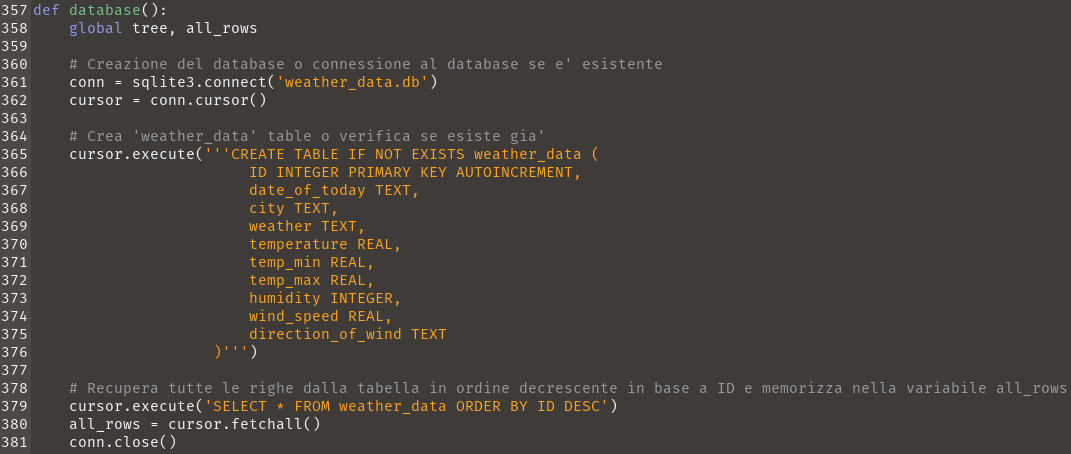 357 def database():
358     global tree, all_rows
359
360     # Creazione del database o connessione al database se e' esistente
361     conn = sqlite3.connect('weather_data.db')
362     cursor = conn.cursor()
363
364     # Crea 'weather_data' table o verifica se esiste gia'
365     cursor.execute('''CREATE TABLE IF NOT EXISTS weather_data (
366                         ID INTEGER PRIMARY KEY AUTOINCREMENT,
367                         date_of_today TEXT,
368                         city TEXT,
369                         weather TEXT,
370                         temperature REAL,
371                         temp_min REAL,
372                         temp_max REAL,
373                         humidity INTEGER,
374                         wind_speed REAL,
375                         direction_of_wind TEXT
376                     )''')
377
378     # Recupera tutte le righe dalla tabella in ordine decrescente in base a ID e memorizza nella variabile all_rows
379     cursor.execute('SELECT * FROM weather_data ORDER BY ID DESC')
380     all_rows = cursor.fetchall()
381     conn.close()